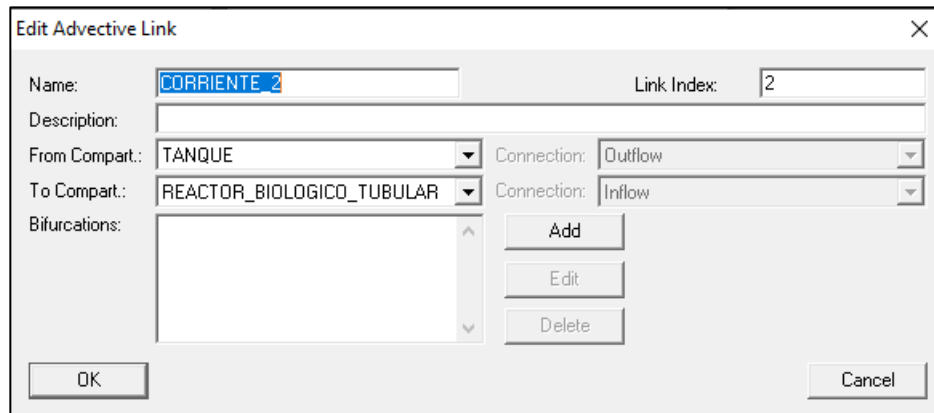 Edit Advective Link
Name: CORRIENTE_2 Link Index: 2
Description:
From Compart.: TANQUE Connection: Outflow
To Compart.: REACTOR_BIOLOGICO_TUBULAR Connection: Inflow
Bifurcations: Add
Edit
Delete
OK Cancel